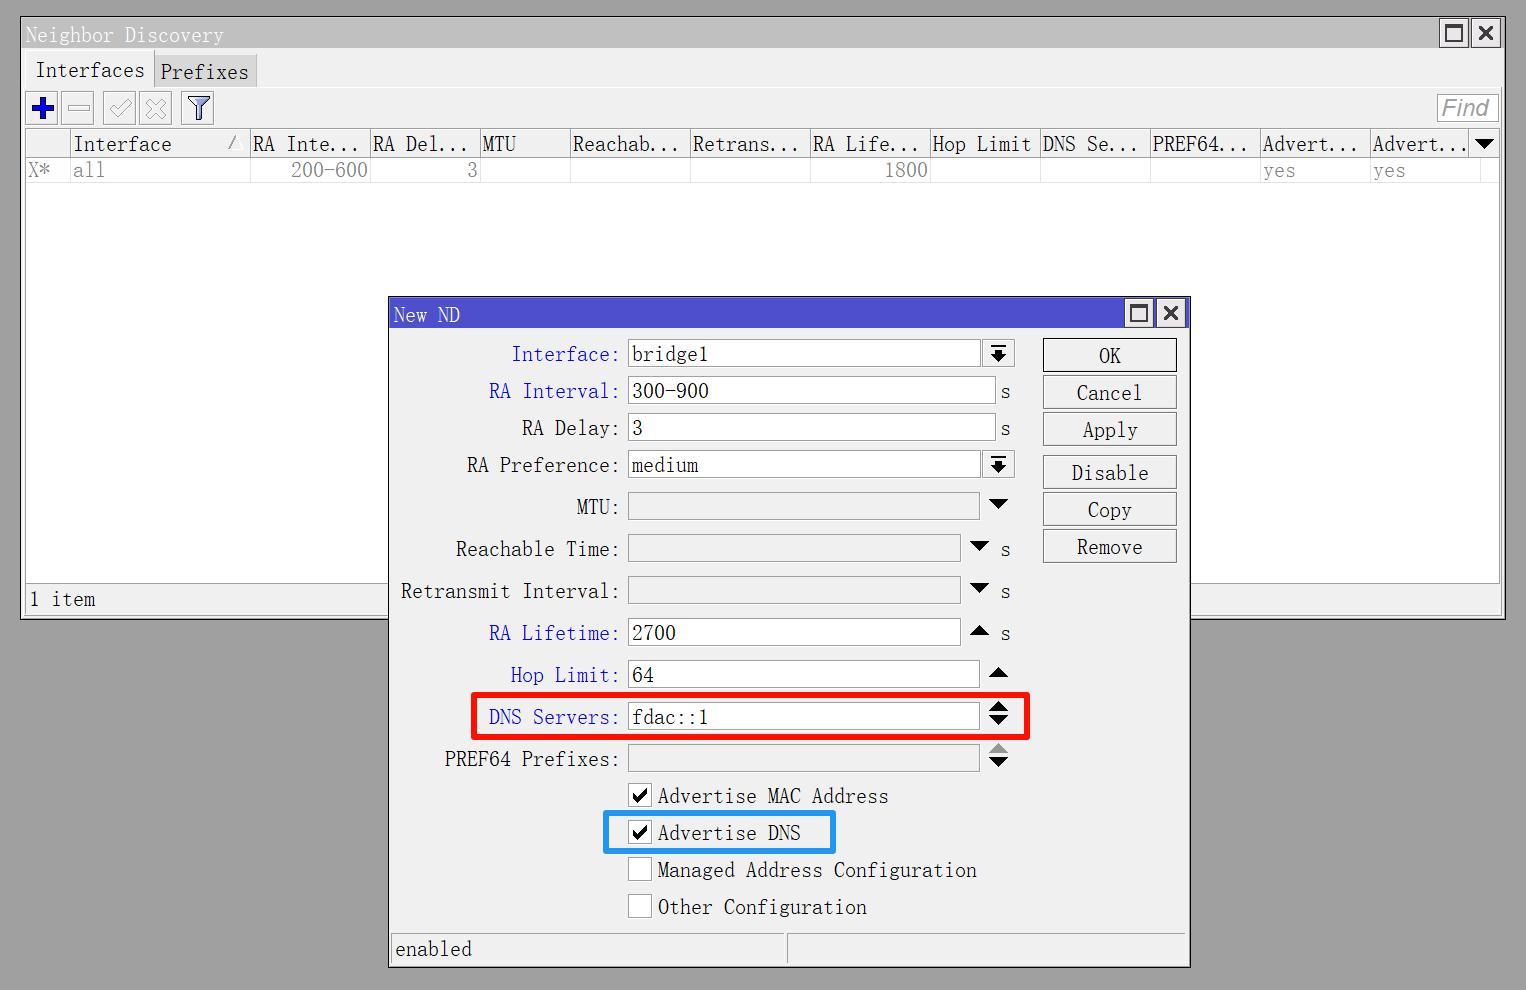 Neighbor Discovery
Interfaces Prefixes
Find
Interface RA Inte... RA Del... MTU Reachab... Retrans... RA Life... Hop Limit DNS Se... PREF64... Advert... Advert...
X* all 200-600 3 1800 yes yes
1 item
New ND
Interface: bridge1 OK
RA Interval: 300-900 s Cancel
RA Delay: 3 s Apply
RA Preference: medium Disable
MTU: Copy
Reachable Time: s Remove
Retransmit Interval: s
RA Lifetime: 2700 s
Hop Limit: 64
DNS Servers: fdac::1
PREF64 Prefixes:
Advertise MAC Address
Advertise DNS
Managed Address Configuration
Other Configuration
enabled